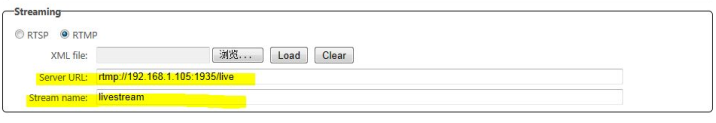 Streaming
RTSP RTMP
XML file: 浏览... Load Clear
Server URL: rtmp://192.168.1.105:1935/live
Stream name: livestream